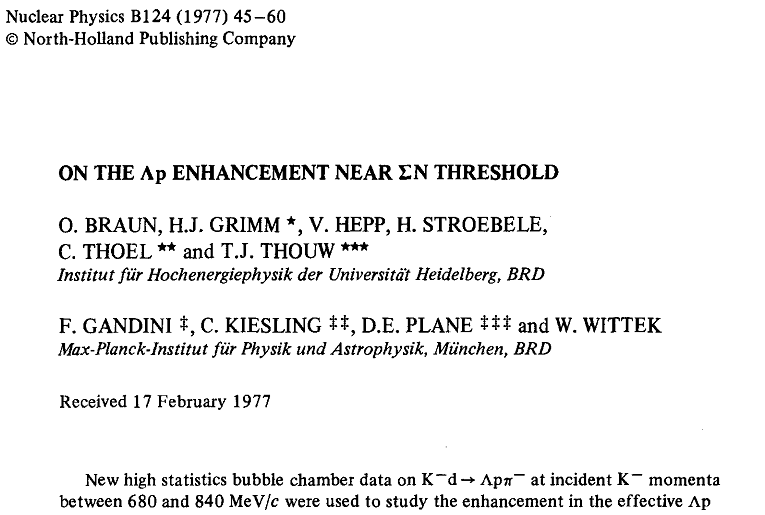 Nuclear Physics B124 (1977) 45–60
© North-Holland Publishing Company
ON THE Λp ENHANCEMENT NEAR ΣN THRESHOLD
O. BRAUN, H.J. GRIMM ★, V. HEPP, H. STROEBELE,
C. THOEL ★★ and T.J. THOUW ★★★
Institut für Hochenergiephysik der Universität Heidelberg, BRD
F. GANDINI ‡, C. KIESLING ‡‡, D.E. PLANE ‡‡‡ and W. WITTEK
Max-Planck-Institut für Physik und Astrophysik, München, BRD
Received 17 February 1977
New high statistics bubble chamber data on K⁻d → Λpπ⁻ at incident K⁻ momenta
between 680 and 840 MeV/c were used to study the enhancement in the effective Λp